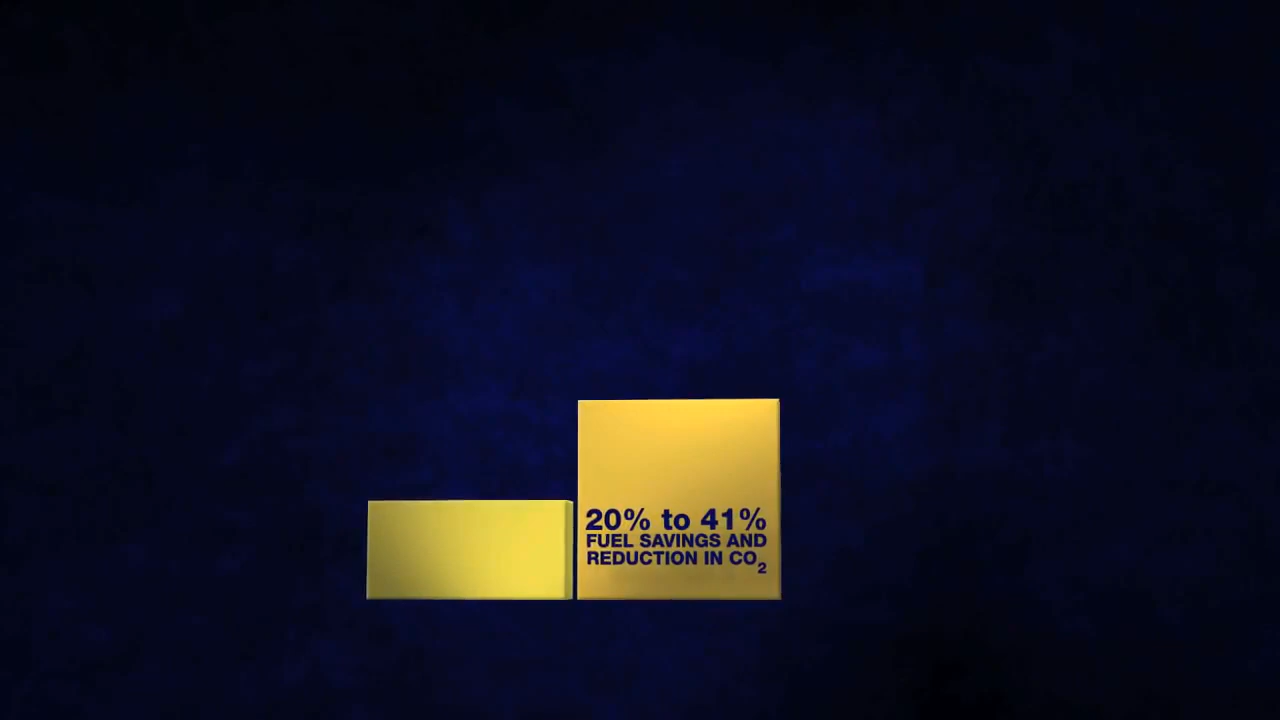 20% to 41%
FUEL SAVINGS AND
REDUCTION IN CO₂